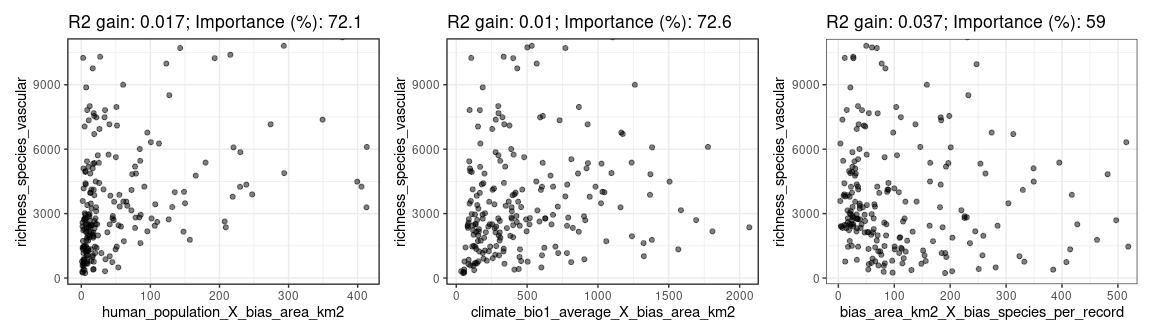 R2 gain: 0.017; Importance (%): 72.1
richness_species_vascular
9000
6000
3000
0
0 100 200 300 400
human_population_X_bias_area_km2
R2 gain: 0.01; Importance (%): 72.6
richness_species_vascular
9000
6000
3000
0
0 500 1000 1500 2000
climate_bio1_average_X_bias_area_km2
R2 gain: 0.037; Importance (%): 59
richness_species_vascular
9000
6000
3000
0
0 100 200 300 400 500
bias_area_km2_X_bias_species_per_record